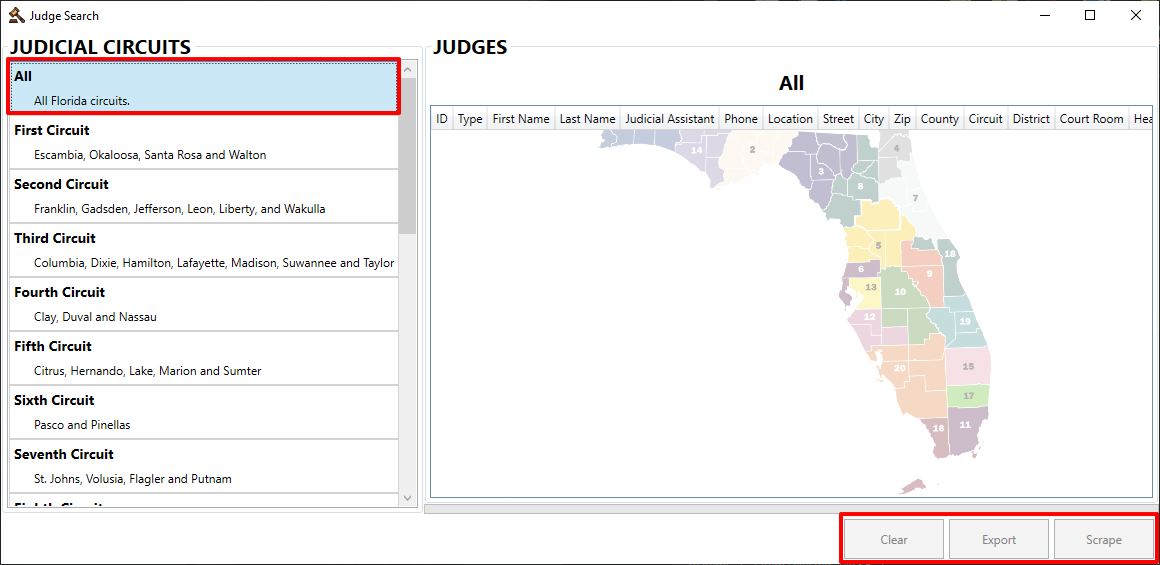 Judge Search
JUDICIAL CIRCUITS
All
All Florida circuits.
First Circuit
Escambia, Okaloosa, Santa Rosa and Walton
Second Circuit
Franklin, Gadsden, Jefferson, Leon, Liberty, and Wakulla
Third Circuit
Columbia, Dixie, Hamilton, Lafayette, Madison, Suwannee and Taylor
Fourth Circuit
Clay, Duval and Nassau
Fifth Circuit
Citrus, Hernando, Lake, Marion and Sumter
Sixth Circuit
Pasco and Pinellas
Seventh Circuit
St. Johns, Volusia, Flagler and Putnam
Eighth Circuit
JUDGES
All
ID Type First Name Last Name Judicial Assistant Phone Location Street City Zip County Circuit District Court Room Hea
14 2 3 4
8 7
5 18
6 9
13 10
12 19
20 15
17
16 11
Clear Export Scrape